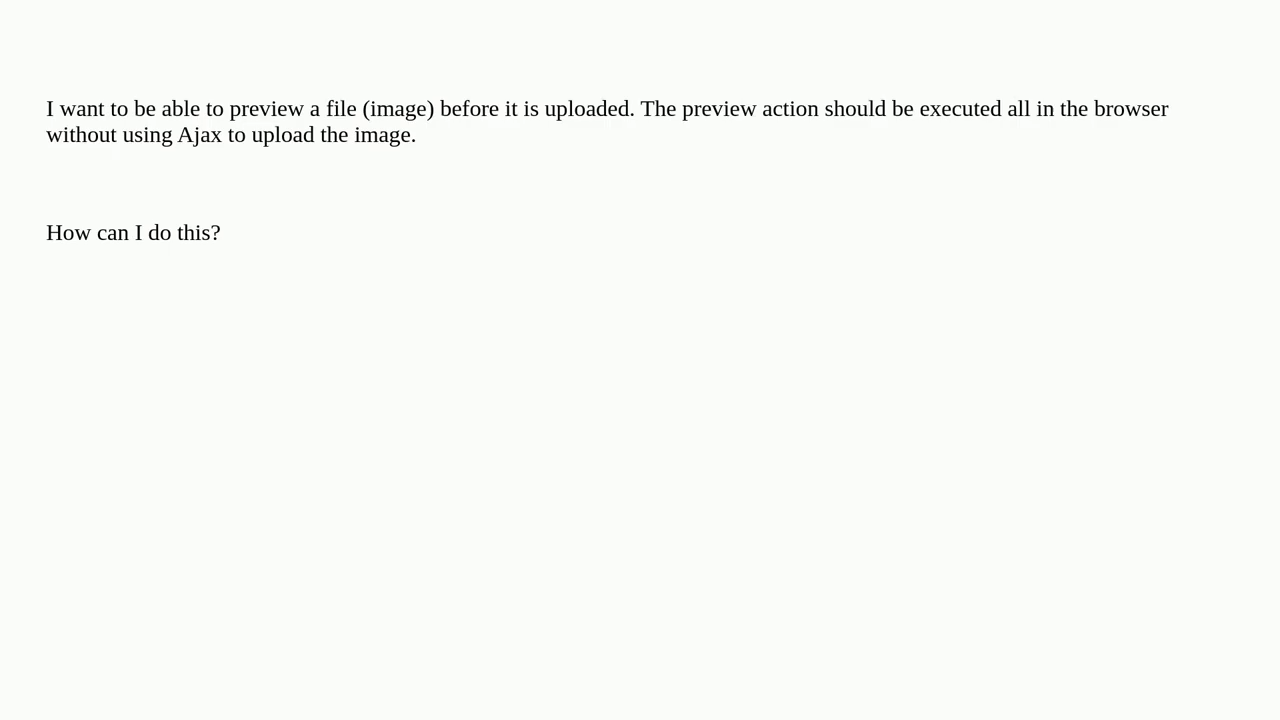 I want to be able to preview a file (image) before it is uploaded. The preview action should be executed all in the browser
without using Ajax to upload the image.
How can I do this?